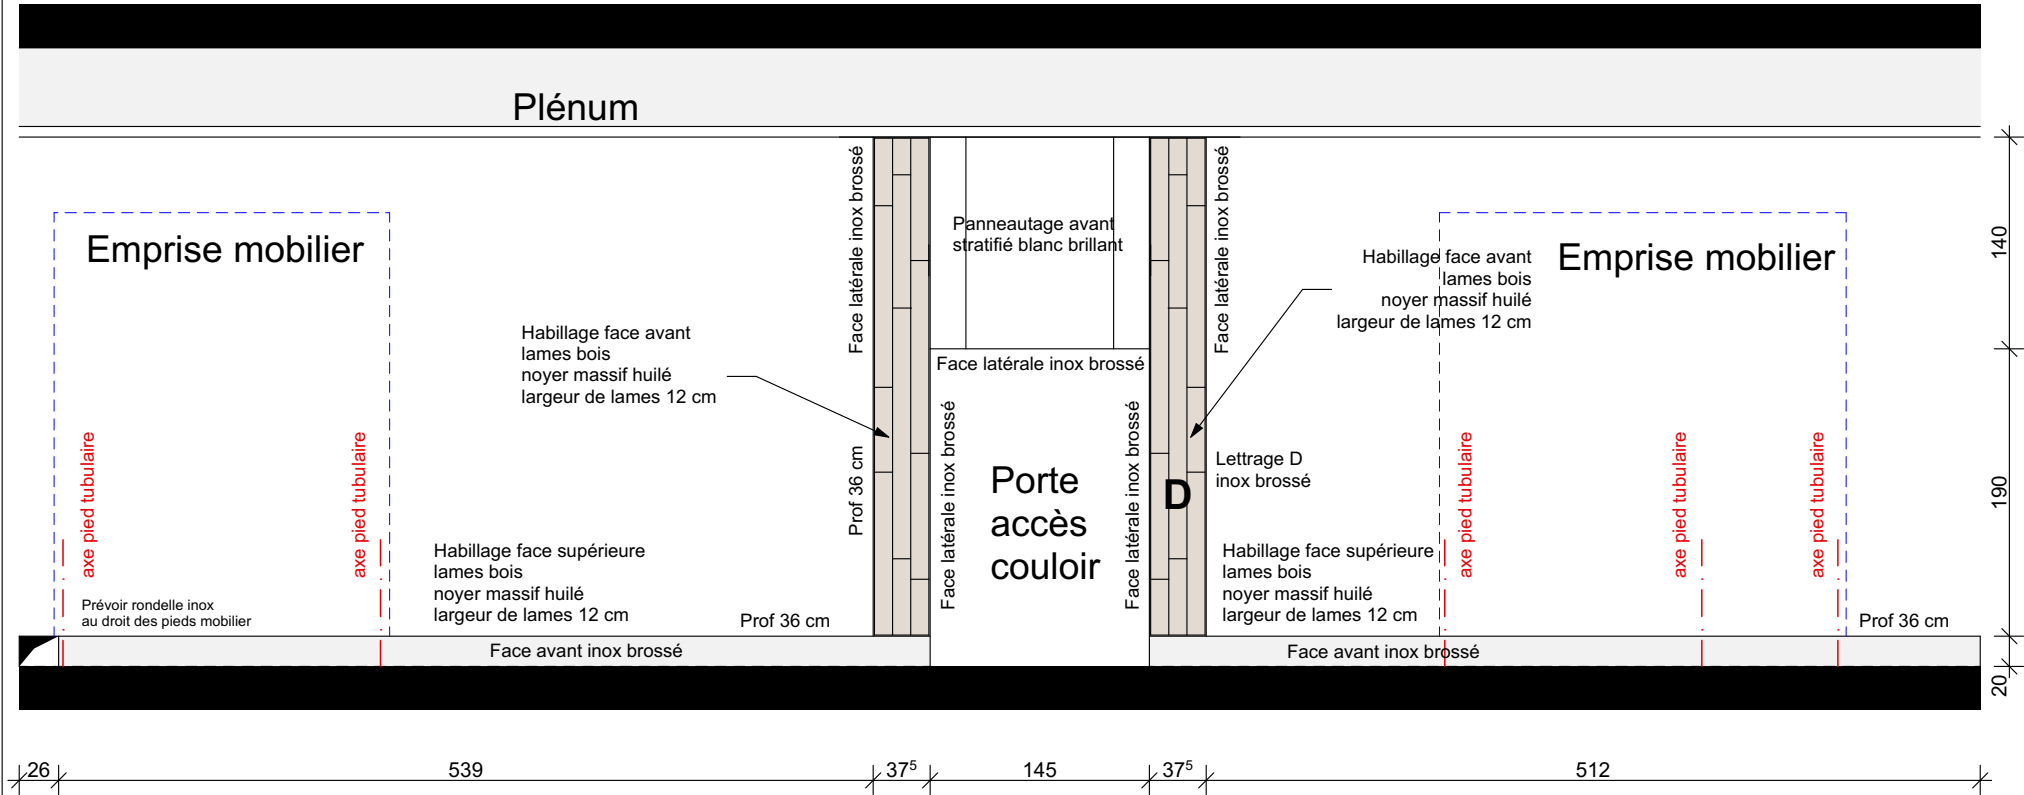 Plénum
Emprise mobilier
Face latérale inox brossé
Panneautage avant
stratifié blanc brillant
Face latérale inox brossé
Habillage face avant
lames bois
noyer massif huilé
largeur de lames 12 cm
Emprise mobilier
140
Habillage face avant
lames bois
noyer massif huilé
largeur de lames 12 cm
Face latérale inox brossé
axe pied tubulaire
axe pied tubulaire
Prof 36 cm
Face latérale inox brossé
Porte
accès
couloir
Face latérale inox brossé
D
Lettrage D
inox brossé
axe pied tubulaire
axe pied tubulaire
axe pied tubulaire
190
Prévoir rondelle inox
au droit des pieds mobilier
Habillage face supérieure
lames bois
noyer massif huilé
largeur de lames 12 cm
Prof 36 cm
Habillage face supérieure
lames bois
noyer massif huilé
largeur de lames 12 cm
Prof 36 cm
Face avant inox brossé
Face avant inox brossé
20
26
539
37⁵
145
37⁵
512